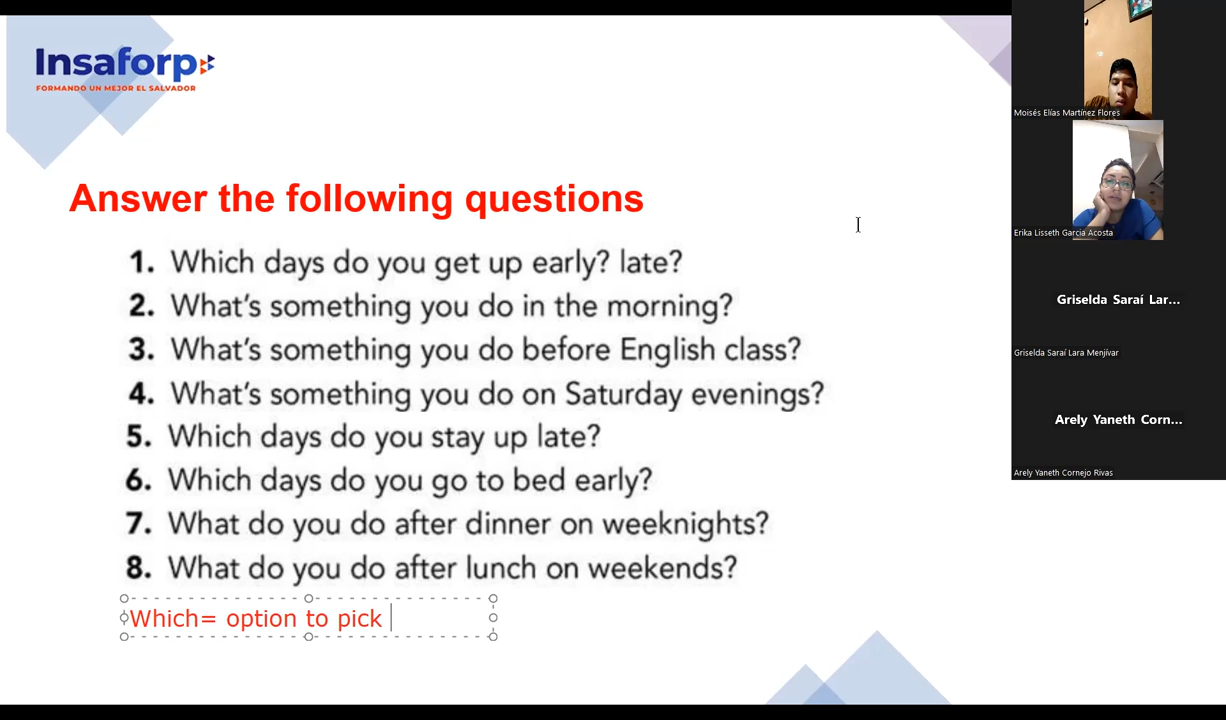 Insaforp
FORMANDO UN MEJOR EL SALVADOR
Answer the following questions
1. Which days do you get up early? late?
2. What's something you do in the morning?
3. What's something you do before English class?
4. What's something you do on Saturday evenings?
5. Which days do you stay up late?
6. Which days do you go to bed early?
7. What do you do after dinner on weeknights?
8. What do you do after lunch on weekends?
Which= option to pick
Moisés Elías Martínez Flores
Erika Lisseth Garcia Acosta
Griselda Saraí Lar...
Griselda Saraí Lara Menjívar
Arely Yaneth Corn...
Arely Yaneth Cornejo Rivas